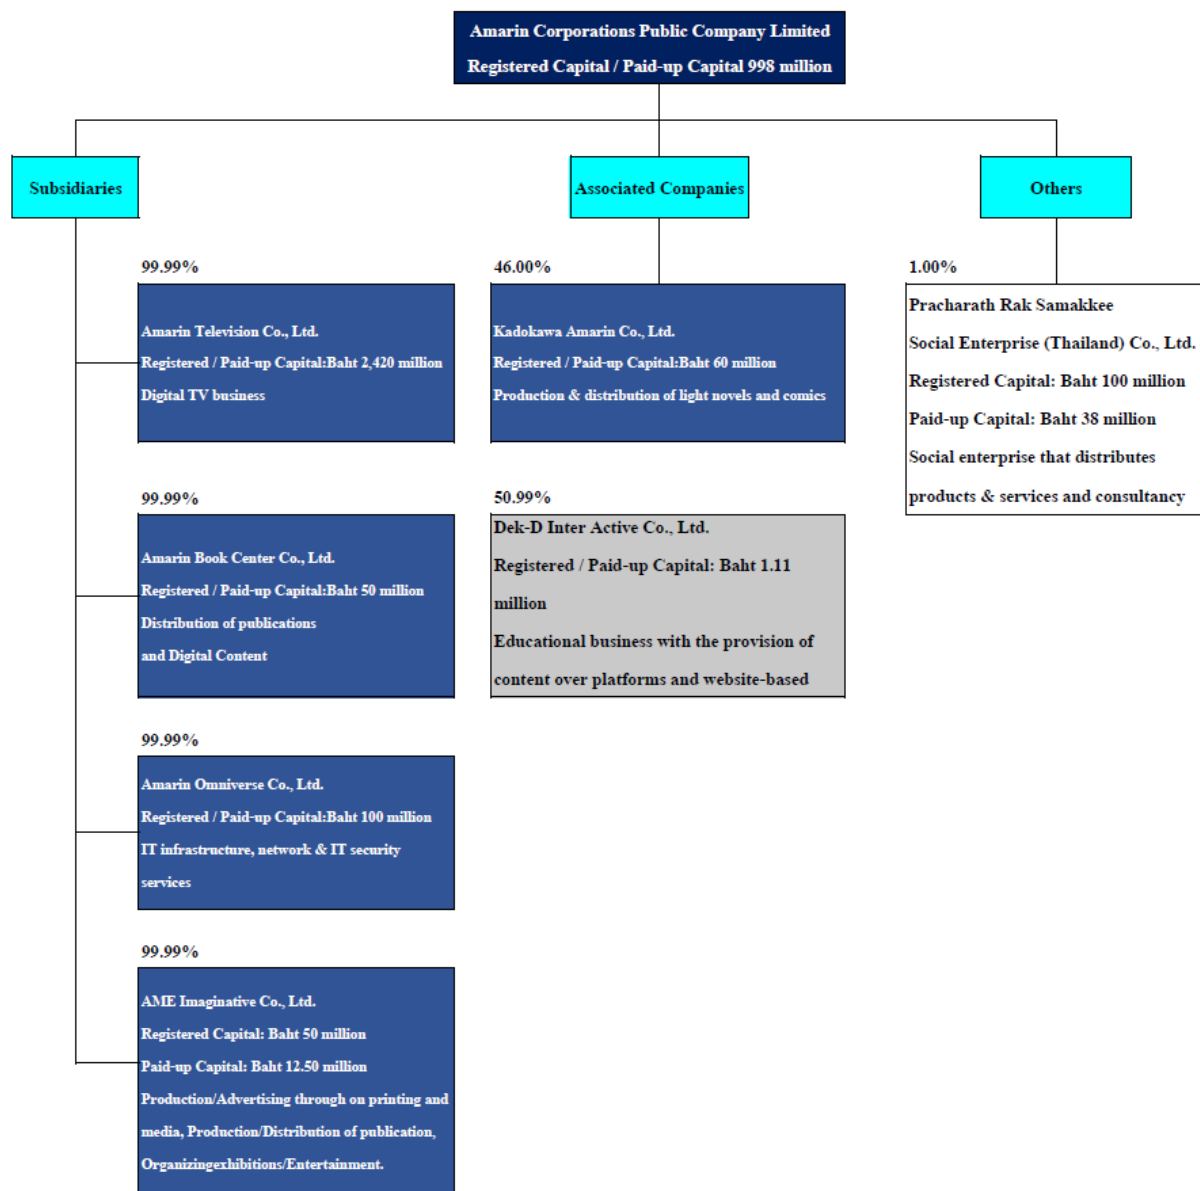 Amarin Corporations Public Company Limited
Registered Capital / Paid-up Capital 998 million
Subsidiaries
Associated Companies
Others
99.99%
Amarin Television Co., Ltd.
Registered / Paid-up Capital:Baht 2,420 million
Digital TV business
99.99%
Amarin Book Center Co., Ltd.
Registered / Paid-up Capital:Baht 50 million
Distribution of publications
and Digital Content
99.99%
Amarin Omniverse Co., Ltd.
Registered / Paid-up Capital:Baht 100 million
IT infrastructure, network & IT security
services
99.99%
AME Imaginative Co., Ltd.
Registered Capital: Baht 50 million
Paid-up Capital: Baht 12.50 million
Production/Advertising through on printing and
media, Production/Distribution of publication,
Organizingexhibitions/Entertainment.
46.00%
Kadokawa Amarin Co., Ltd.
Registered / Paid-up Capital:Baht 60 million
Production & distribution of light novels and comics
50.99%
Dek-D Inter Active Co., Ltd.
Registered / Paid-up Capital: Baht 1.11
million
Educational business with the provision of
content over platforms and website-based
1.00%
Pracharath Rak Samakkee
Social Enterprise (Thailand) Co., Ltd.
Registered Capital: Baht 100 million
Paid-up Capital: Baht 38 million
Social enterprise that distributes
products & services and consultancy